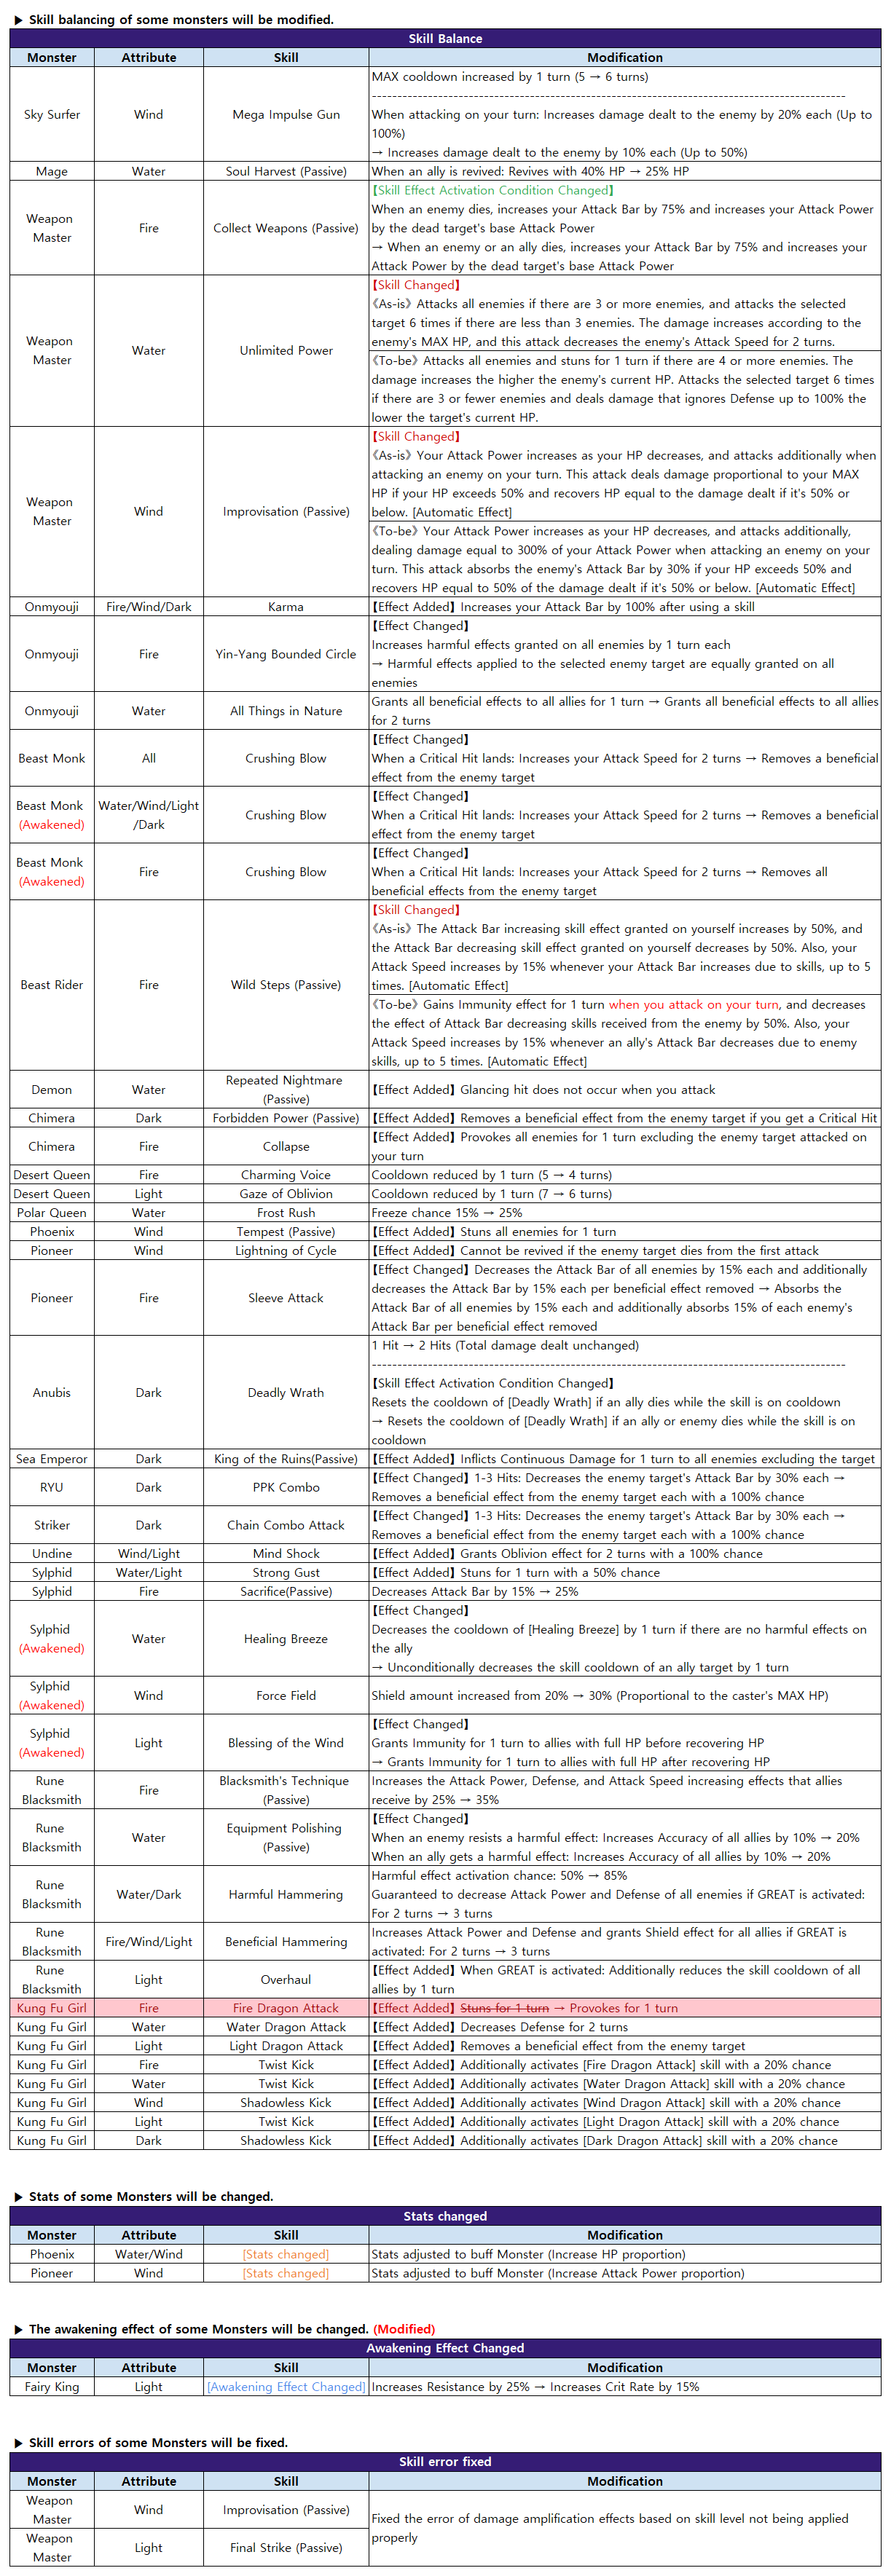 ▶ Skill balancing of some monsters will be modified.
Skill Balance
Monster Attribute Skill Modification
Sky Surfer Wind Mega Impulse Gun
MAX cooldown increased by 1 turn (5 → 6 turns)
--------------------------------------------------------------------------------------------
When attacking on your turn: Increases damage dealt to the enemy by 20% each (Up to
100%)
→ Increases damage dealt to the enemy by 10% each (Up to 50%)
Mage Water Soul Harvest (Passive) When an ally is revived: Revives with 40% HP → 25% HP
Weapon
Master
Fire Collect Weapons (Passive)
【Skill Effect Activation Condition Changed】
When an enemy dies, increases your Attack Bar by 75% and increases your Attack Power
by the dead target's base Attack Power
→ When an enemy or an ally dies, increases your Attack Bar by 75% and increases your
Attack Power by the dead target's base Attack Power
Weapon
Master
Water Unlimited Power
【Skill Changed】
《As-is》 Attacks all enemies if there are 3 or more enemies, and attacks the selected
target 6 times if there are less than 3 enemies. The damage increases according to the
enemy's MAX HP, and this attack decreases the enemy's Attack Speed for 2 turns.
《To-be》 Attacks all enemies and stuns for 1 turn if there are 4 or more enemies. The
damage increases the higher the enemy's current HP. Attacks the selected target 6 times
if there are 3 or fewer enemies and deals damage that ignores Defense up to 100% the
lower the target's current HP.
Weapon
Master
Wind Improvisation (Passive)
【Skill Changed】
《As-is》 Your Attack Power increases as your HP decreases, and attacks additionally when
attacking an enemy on your turn. This attack deals damage proportional to your MAX
HP if your HP exceeds 50% and recovers HP equal to the damage dealt if it's 50% or
below. [Automatic Effect]
《To-be》 Your Attack Power increases as your HP decreases, and attacks additionally,
dealing damage equal to 300% of your Attack Power when attacking an enemy on your
turn. This attack absorbs the enemy's Attack Bar by 30% if your HP exceeds 50% and
recovers HP equal to 50% of the damage dealt if it's 50% or below. [Automatic Effect]
Onmyouji Fire/Wind/Dark Karma 【Effect Added】 Increases your Attack Bar by 100% after using a skill
Onmyouji Fire Yin-Yang Bounded Circle
【Effect Changed】
Increases harmful effects granted on all enemies by 1 turn each
→ Harmful effects applied to the selected enemy target are equally granted on all
enemies
Onmyouji Water All Things in Nature
Grants all beneficial effects to all allies for 1 turn → Grants all beneficial effects to all allies
for 2 turns
Beast Monk All Crushing Blow
【Effect Changed】
When a Critical Hit lands: Increases your Attack Speed for 2 turns → Removes a beneficial
effect from the enemy target
Beast Monk
(Awakened)
Water/Wind/Light
/Dark
Crushing Blow
【Effect Changed】
When a Critical Hit lands: Increases your Attack Speed for 2 turns → Removes a beneficial
effect from the enemy target
Beast Monk
(Awakened)
Fire Crushing Blow
【Effect Changed】
When a Critical Hit lands: Increases your Attack Speed for 2 turns → Removes all
beneficial effects from the enemy target
Beast Rider Fire Wild Steps (Passive)
【Skill Changed】
《As-is》 The Attack Bar increasing skill effect granted on yourself increases by 50%, and
the Attack Bar decreasing skill effect granted on yourself decreases by 50%. Also, your
Attack Speed increases by 15% whenever your Attack Bar increases due to skills, up to 5
times. [Automatic Effect]
《To-be》 Gains Immunity effect for 1 turn when you attack on your turn, and decreases
the effect of Attack Bar decreasing skills received from the enemy by 50%. Also, your
Attack Speed increases by 15% whenever an ally's Attack Bar decreases due to enemy
skills, up to 5 times. [Automatic Effect]
Demon Water
Repeated Nightmare
(Passive)
【Effect Added】 Glancing hit does not occur when you attack
Chimera Dark Forbidden Power (Passive) 【Effect Added】 Removes a beneficial effect from the enemy target if you get a Critical Hit
Chimera Fire Collapse
【Effect Added】 Provokes all enemies for 1 turn excluding the enemy target attacked on
your turn
Desert Queen Fire Charming Voice Cooldown reduced by 1 turn (5 → 4 turns)
Desert Queen Light Gaze of Oblivion Cooldown reduced by 1 turn (7 → 6 turns)
Polar Queen Water Frost Rush Freeze chance 15% → 25%
Phoenix Wind Tempest (Passive) 【Effect Added】 Stuns all enemies for 1 turn
Pioneer Wind Lightning of Cycle 【Effect Added】 Cannot be revived if the enemy target dies from the first attack
Pioneer Fire Sleeve Attack
【Effect Changed】 Decreases the Attack Bar of all enemies by 15% each and additionally
decreases the Attack Bar by 15% each per beneficial effect removed → Absorbs the
Attack Bar of all enemies by 15% each and additionally absorbs 15% of each enemy's
Attack Bar per beneficial effect removed
Anubis Dark Deadly Wrath
1 Hit → 2 Hits (Total damage dealt unchanged)
--------------------------------------------------------------------------------------------
【Skill Effect Activation Condition Changed】
Resets the cooldown of [Deadly Wrath] if an ally dies while the skill is on cooldown
→ Resets the cooldown of [Deadly Wrath] if an ally or enemy dies while the skill is on
cooldown
Sea Emperor Dark King of the Ruins(Passive) 【Effect Added】 Inflicts Continuous Damage for 1 turn to all enemies excluding the target
RYU Dark PPK Combo
【Effect Changed】 1-3 Hits: Decreases the enemy target's Attack Bar by 30% each →
Removes a beneficial effect from the enemy target each with a 100% chance
Striker Dark Chain Combo Attack
【Effect Changed】 1-3 Hits: Decreases the enemy target's Attack Bar by 30% each →
Removes a beneficial effect from the enemy target each with a 100% chance
Undine Wind/Light Mind Shock 【Effect Added】 Grants Oblivion effect for 2 turns with a 100% chance
Sylphid Water/Light Strong Gust 【Effect Added】 Stuns for 1 turn with a 50% chance
Sylphid Fire Sacrifice(Passive) Decreases Attack Bar by 15% → 25%
Sylphid
(Awakened)
Water Healing Breeze
【Effect Changed】
Decreases the cooldown of [Healing Breeze] by 1 turn if there are no harmful effects on
the ally
→ Unconditionally decreases the skill cooldown of an ally target by 1 turn
Sylphid
(Awakened)
Wind Force Field Shield amount increased from 20% → 30% (Proportional to the caster's MAX HP)
Sylphid
(Awakened)
Light Blessing of the Wind
【Effect Changed】
Grants Immunity for 1 turn to allies with full HP before recovering HP
→ Grants Immunity for 1 turn to allies with full HP after recovering HP
Rune
Blacksmith
Fire
Blacksmith's Technique
(Passive)
Increases the Attack Power, Defense, and Attack Speed increasing effects that allies
receive by 25% → 35%
Rune
Blacksmith
Water
Equipment Polishing
(Passive)
【Effect Changed】
When an enemy resists a harmful effect: Increases Accuracy of all allies by 10% → 20%
When an ally gets a harmful effect: Increases Accuracy of all allies by 10% → 20%
Rune
Blacksmith
Water/Dark Harmful Hammering
Harmful effect activation chance: 50% → 85%
Guaranteed to decrease Attack Power and Defense of all enemies if GREAT is activated:
For 2 turns → 3 turns
Rune
Blacksmith
Fire/Wind/Light Beneficial Hammering
Increases Attack Power and Defense and grants Shield effect for all allies if GREAT is
activated: For 2 turns → 3 turns
Rune
Blacksmith
Light Overhaul
【Effect Added】 When GREAT is activated: Additionally reduces the skill cooldown of all
allies by 1 turn
Kung Fu Girl Fire Fire Dragon Attack 【Effect Added】 Stuns for 1 turn → Provokes for 1 turn
Kung Fu Girl Water Water Dragon Attack 【Effect Added】 Decreases Defense for 2 turns
Kung Fu Girl Light Light Dragon Attack 【Effect Added】 Removes a beneficial effect from the enemy target
Kung Fu Girl Fire Twist Kick 【Effect Added】 Additionally activates [Fire Dragon Attack] skill with a 20% chance
Kung Fu Girl Water Twist Kick 【Effect Added】 Additionally activates [Water Dragon Attack] skill with a 20% chance
Kung Fu Girl Wind Shadowless Kick 【Effect Added】 Additionally activates [Wind Dragon Attack] skill with a 20% chance
Kung Fu Girl Light Twist Kick 【Effect Added】 Additionally activates [Light Dragon Attack] skill with a 20% chance
Kung Fu Girl Dark Shadowless Kick 【Effect Added】 Additionally activates [Dark Dragon Attack] skill with a 20% chance
▶ Stats of some Monsters will be changed.
Stats changed
Monster Attribute Skill Modification
Phoenix Water/Wind [Stats changed] Stats adjusted to buff Monster (Increase HP proportion)
Pioneer Wind [Stats changed] Stats adjusted to buff Monster (Increase Attack Power proportion)
▶ The awakening effect of some Monsters will be changed. (Modified)
Awakening Effect Changed
Monster Attribute Skill Modification
Fairy King Light [Awakening Effect Changed] Increases Resistance by 25% → Increases Crit Rate by 15%
▶ Skill errors of some Monsters will be fixed.
Skill error fixed
Monster Attribute Skill Modification
Weapon
Master
Wind Improvisation (Passive)
Fixed the error of damage amplification effects based on skill level not being applied
properly
Weapon
Master
Light Final Strike (Passive)